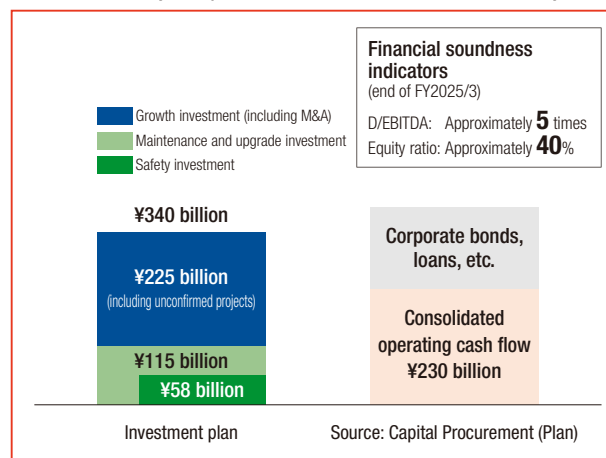 Financial soundness
indicators
(end of FY2025/3)
D/EBITDA: Approximately 5 times
Equity ratio: Approximately 40%
Growth investment (including M&A)
Maintenance and upgrade investment
Safety investment
¥340 billion
¥225 billion
(including unconfirmed projects)
¥115 billion
¥58 billion
Investment plan
Corporate bonds,
loans, etc.
Consolidated
operating cash flow
¥230 billion
Source: Capital Procurement (Plan)